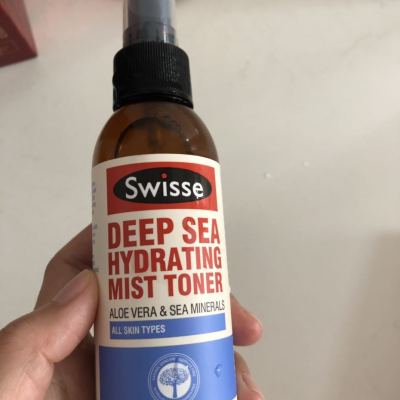 Swisse
DEEP SEA
HYDRATING
MIST TONER
ALOE VERA & SEA MINERALS
ALL SKIN TYPES